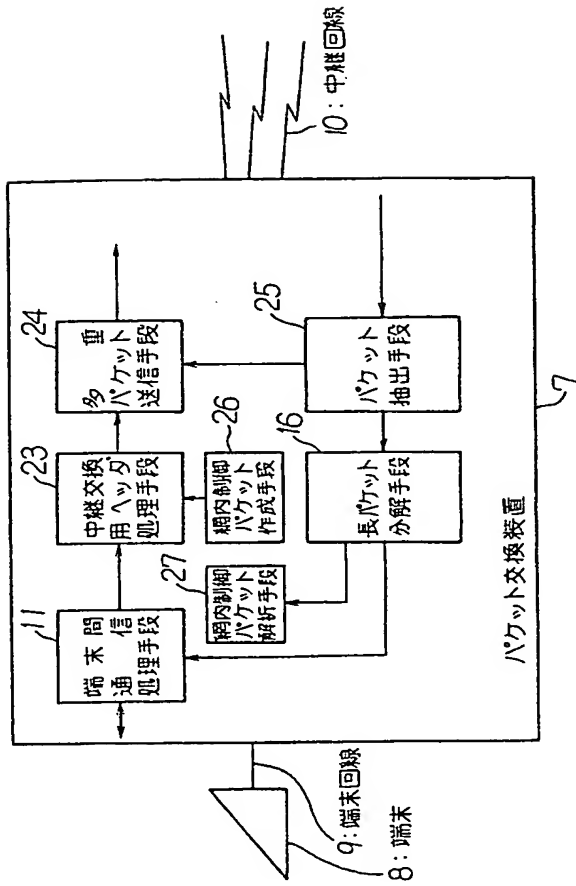 11
端末間
通信
処理手段
23
中継交換
用ヘッダ
処理手段
24
多重
パケット
送信手段
27
網内制御
パケット
解析手段
26
網内制御
パケット
作成手段
16
長パケット
分解手段
25
パケット
抽出手段
パケット交換装置
7
8:端末
9:端末回線
10:中継回線